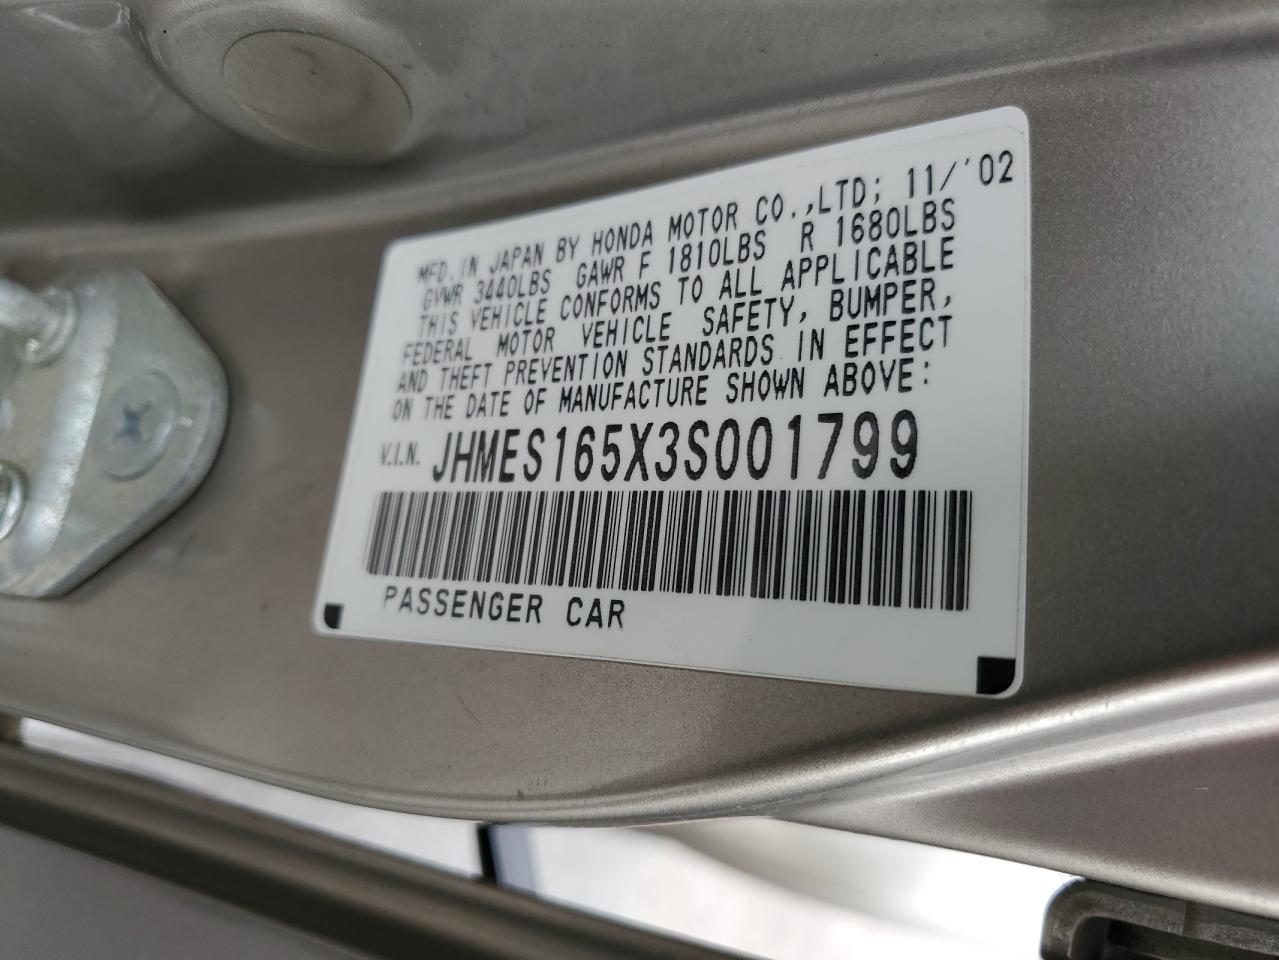 MFD. IN JAPAN BY HONDA MOTOR CO.,LTD; 11/'02
GVWR 3440LBS GAWR F 1810LBS R 1680LBS
THIS VEHICLE CONFORMS TO ALL APPLICABLE
FEDERAL MOTOR VEHICLE SAFETY, BUMPER,
AND THEFT PREVENTION STANDARDS IN EFFECT
ON THE DATE OF MANUFACTURE SHOWN ABOVE:
V.I.N. JHMES165X3S001799
PASSENGER CAR